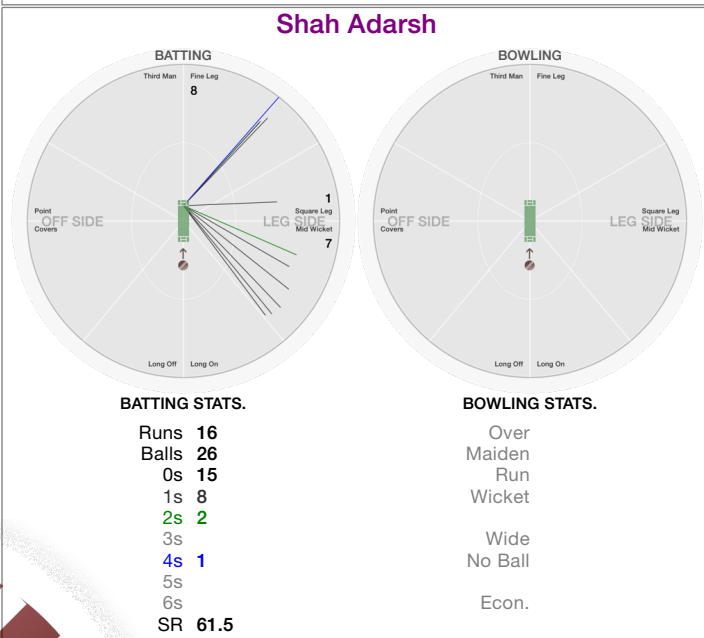 Shah Adarsh
BATTING
Third Man Fine Leg
8
1
Point Square Leg
OFF SIDE LEG SIDE
Covers Mid Wicket
7
Long Off Long On
BATTING STATS.
Runs 16
Balls 26
0s 15
1s 8
2s 2
3s
4s 1
5s
6s
SR 61.5
BOWLING
Third Man Fine Leg
Point Square Leg
OFF SIDE LEG SIDE
Covers Mid Wicket
Long Off Long On
BOWLING STATS.
Over
Maiden
Run
Wicket
Wide
No Ball
Econ.